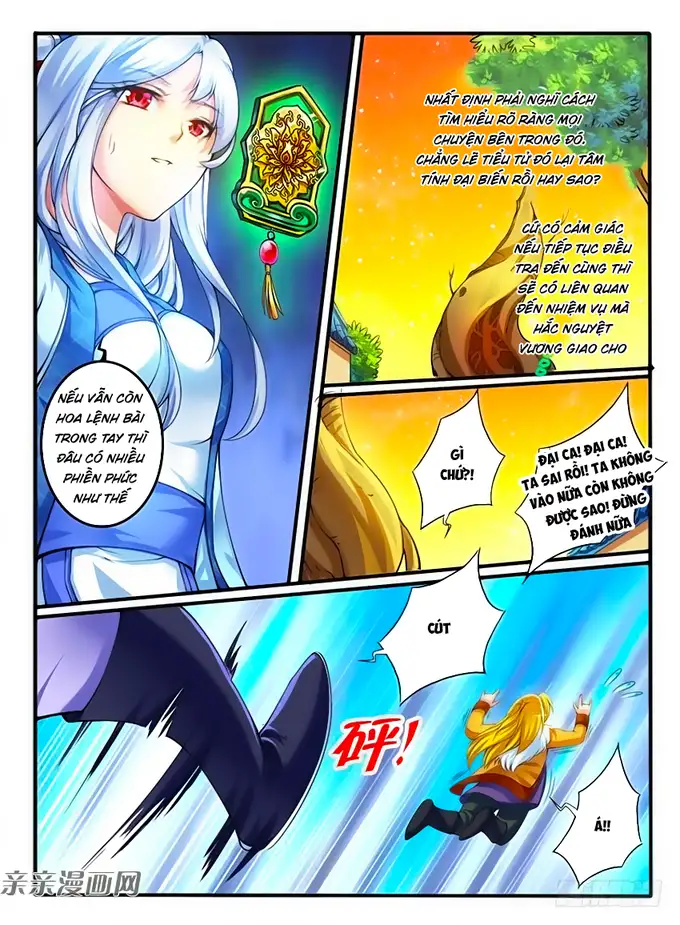 NHẤT ĐỊNH PHẢI NGHĨ CÁCH
TÌM HIỂU RÕ RÀNG MỌI
CHUYỆN BÊN TRONG ĐÓ.
CHẲNG LẼ TIỂU TỬ ĐÓ LẠI TÂM
TÍNH ĐẠI BIẾN RỒI HAY SAO?
CỨ CÓ CẢM GIÁC
NẾU TIẾP TỤC ĐIỀU
TRA ĐẾN CÙNG THÌ
SẼ CÓ LIÊN QUAN
ĐẾN NHIỆM VỤ MÀ
HẮC NGUYỆT
VƯƠNG GIAO CHO
NẾU VẪN CÒN
HOA LỆNH BÀI
TRONG TAY THÌ
ĐÂU CÓ NHIỀU
PHIỀN PHỨC
NHƯ THẾ
GÌ
CHỨ?!
ĐẠI CA! ĐẠI CA!
TA SAI RỒI! TA KHÔNG
VÀO NỮA CÒN KHÔNG
ĐƯỢC SAO! ĐỪNG
ĐÁNH NỮA
CÚT
砰!
Á!!
亲亲漫画网